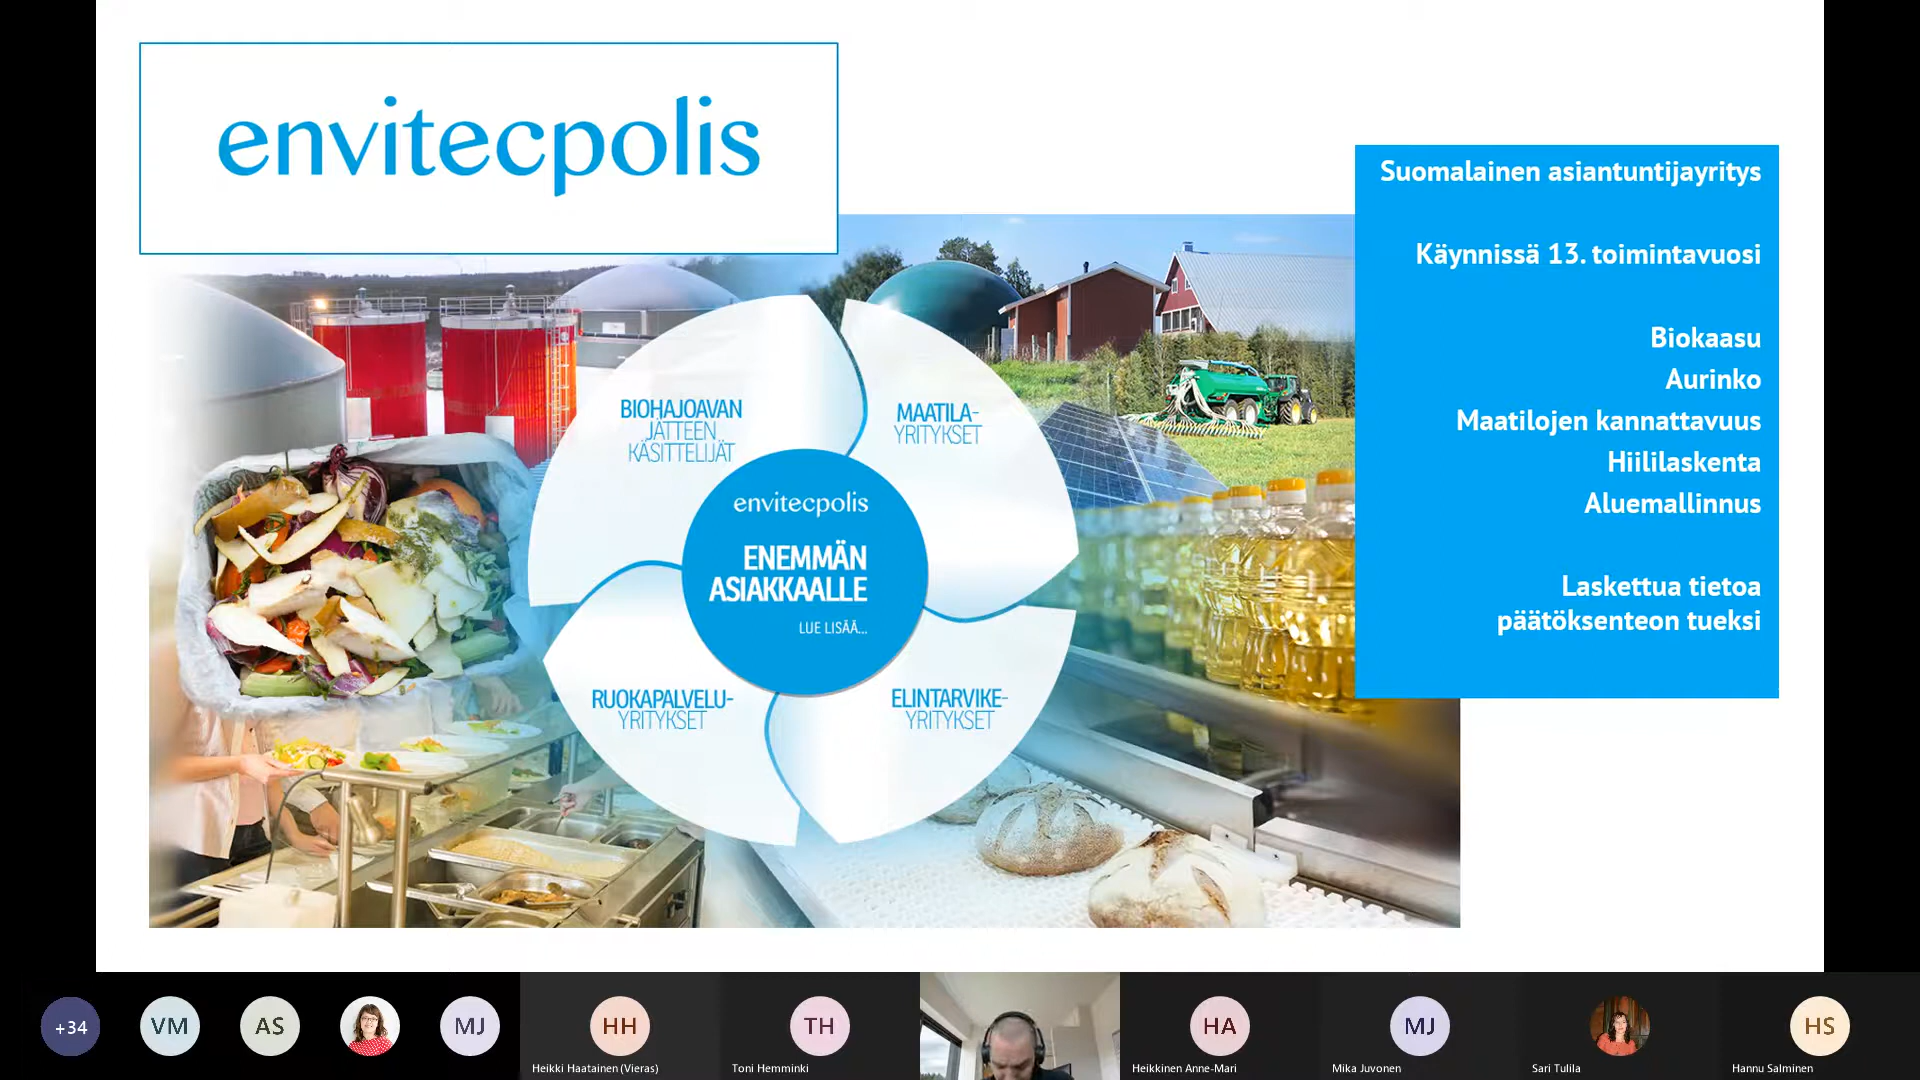 envitecpolis
Suomalainen asiantuntijayritys
Käynnissä 13. toimintavuosi
Biokaasu
Aurinko
Maatilojen kannattavuus
Hiililaskenta
Aluemallinnus
Laskettua tietoa
päätöksenteon tueksi
BIOHAJOAVAN
JÄTTEEN
KÄSITTELIJÄT
MAATILA-
YRITYKSET
envitecpolis
ENEMMÄN
ASIAKKAALLE
LUE LISÄÄ...
RUOKAPALVELU-
YRITYKSET
ELINTARVIKE-
YRITYKSET
+34
VM
AS
MJ
HH
Heikki Haatainen (Vieras)
TH
Toni Hemminki
HA
Heikkinen Anne-Mari
MJ
Mika Juvonen
Sari Tulila
HS
Hannu Salminen